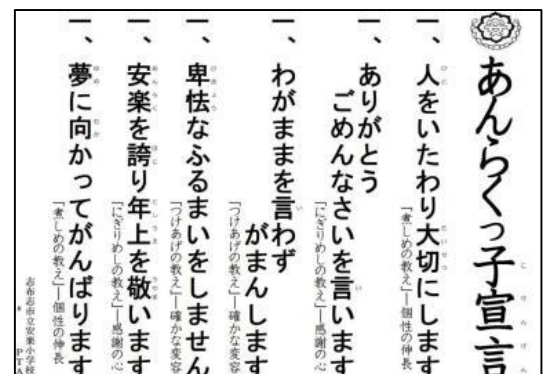 あんらくっ子宣言
一、人をいたわり大切にします
「煮しめの教え」―個性の伸長
一、ありがとう
ごめんなさいを言います
「にぎりめしの教え」―感謝の心
一、わがままを言わず
がまんします
「つけあげの教え」―確かな変容
一、卑怯なふるまいをしません
「つけあげの教え」―確かな変容
一、安楽を誇り年上を敬います
「にぎりめしの教え」―感謝の心
一、夢に向かってがんばります
「煮しめの教え」―個性の伸長
志布志市立安楽小学校
PTA